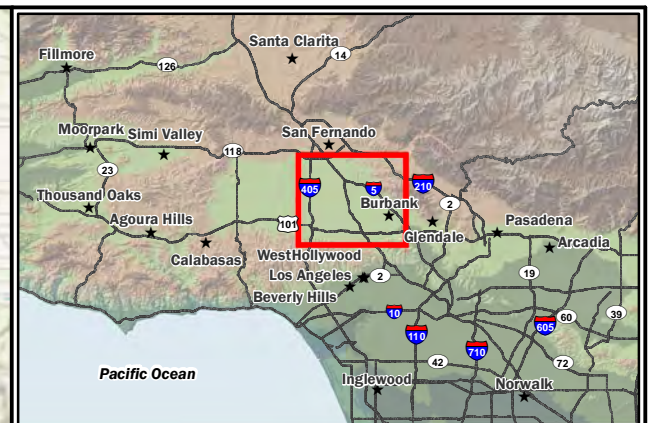 Santa Clarita
Fillmore
14
126
Moorpark
Simi Valley
San Fernando
118
23
405
5
210
2
Thousand Oaks
Burbank
101
Agoura Hills
Glendale
Pasadena
Calabasas
WestHollywood
Arcadia
Los Angeles
2
19
Beverly Hills
10
60
39
605
110
710
Pacific Ocean
42
72
Inglewood
Norwalk